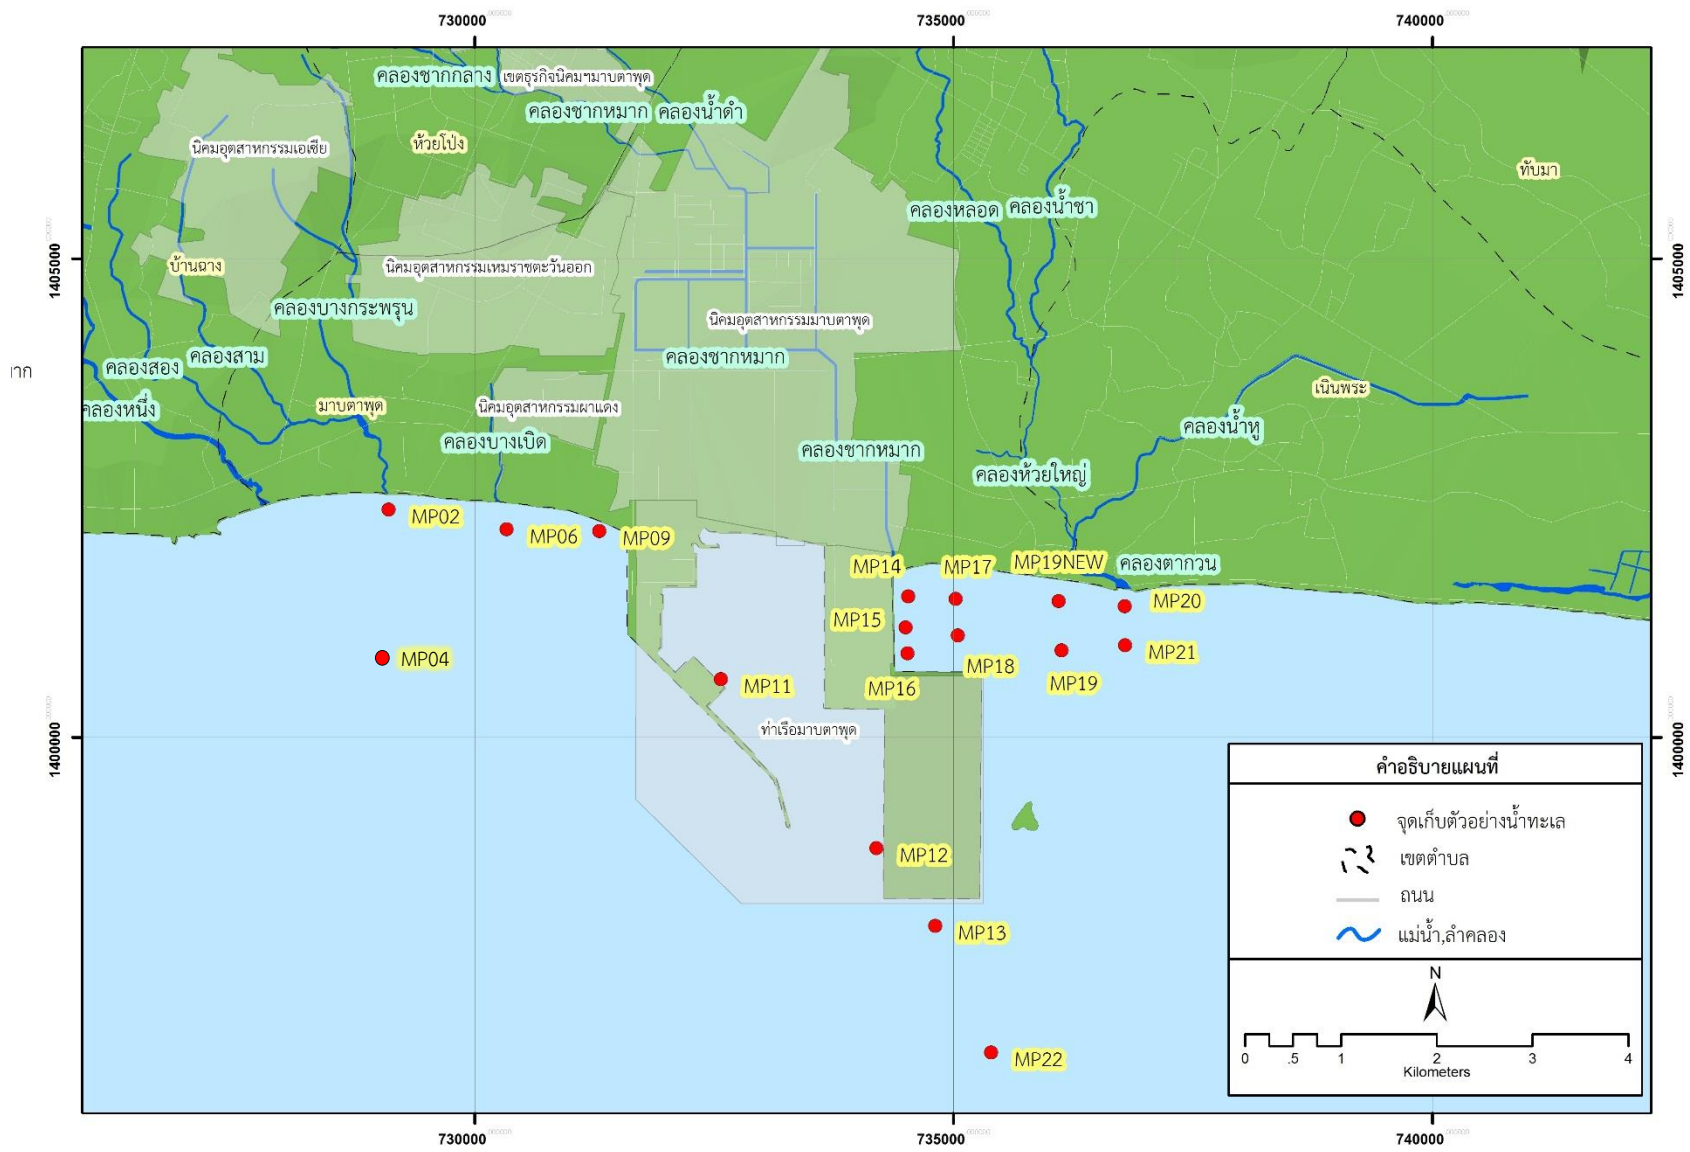 730000
735000
740000
คลองชากกลาง
เขตธุรกิจนิคมฯมาบตาพุด
คลองชากหมาก
คลองน้ำดำ
นิคมอุตสาหกรรมเอเซีย
ห้วยโป่ง
ทับมา
คลองหลอด
คลองน้ำชา
1405000
1405000
บ้านฉาง
นิคมอุตสาหกรรมเหมราชตะวันออก
คลองบางกระพรุน
นิคมอุตสาหกรรมมาบตาพุด
คลองสอง
คลองสาม
คลองชากหมาก
าก
เนินพระ
คลองหนึ่ง
มาบตาพุด
นิคมอุตสาหกรรมผาแดง
คลองน้ำหู
คลองบางเบิด
คลองชากหมาก
คลองห้วยใหญ่
MP02
MP06
MP09
MP14
MP17
MP19NEW
คลองตากวน
MP15
MP20
MP04
MP18
MP21
MP11
MP16
MP19
ท่าเรือมาบตาพุด
1400000
1400000
MP12
MP13
MP22
คำอธิบายแผนที่
จุดเก็บตัวอย่างน้ำทะเล
เขตตำบล
ถนน
แม่น้ำ,ลำคลอง
N
0 .5 1 2 3 4
Kilometers
730000
735000
740000